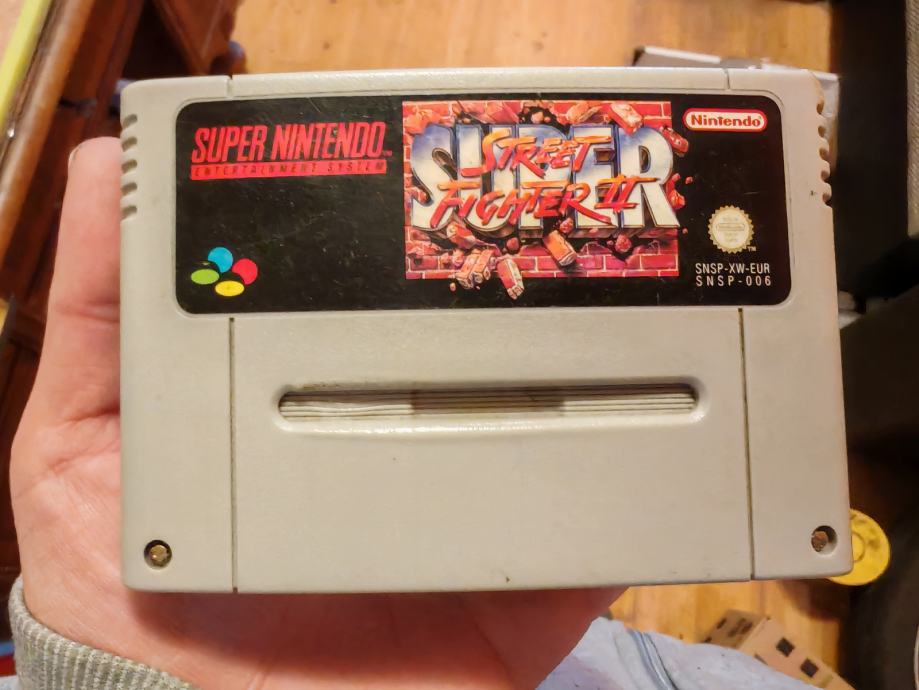 SUPER NINTENDO
ENTERTAINMENT SYSTEM
SUPER
STREET
FIGHTER II
Nintendo
SNSP-XW-EUR
SNSP-006